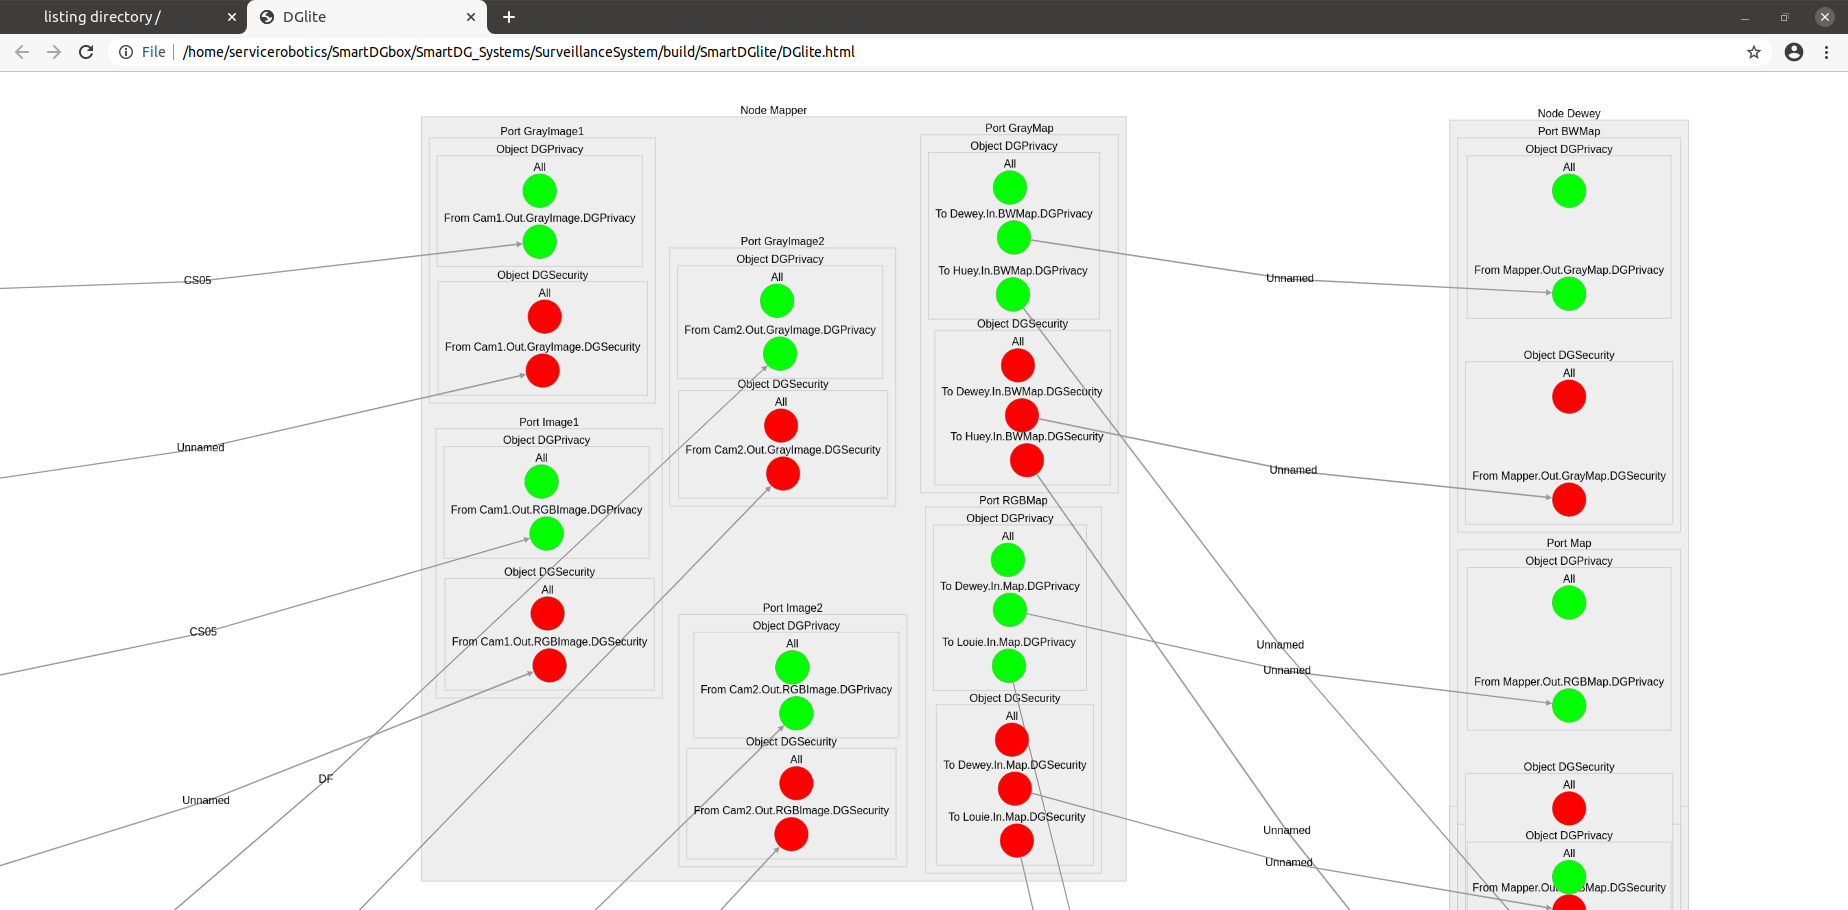 listing directory /
DGlite
File
/home/servicerobotics/SmartDGbox/SmartDG_Systems/SurveillanceSystem/build/SmartDGlite/DGlite.html
Node Mapper
Port GrayImage1
Object DGPrivacy
All
From Cam1.Out.GrayImage.DGPrivacy
Object DGSecurity
All
From Cam1.Out.GrayImage.DGSecurity
Port Image1
Object DGPrivacy
All
From Cam1.Out.RGBImage.DGPrivacy
Object DGSecurity
All
From Cam1.Out.RGBImage.DGSecurity
CS05
Unnamed
CS05
Unnamed
DF
Port GrayImage2
Object DGPrivacy
All
From Cam2.Out.GrayImage.DGPrivacy
Object DGSecurity
All
From Cam2.Out.GrayImage.DGSecurity
Port Image2
Object DGPrivacy
All
From Cam2.Out.RGBImage.DGPrivacy
Object DGSecurity
All
From Cam2.Out.RGBImage.DGSecurity
Port GrayMap
Object DGPrivacy
All
To Dewey.In.BWMap.DGPrivacy
To Huey.In.BWMap.DGPrivacy
Object DGSecurity
All
To Dewey.In.BWMap.DGSecurity
To Huey.In.BWMap.DGSecurity
Port RGBMap
Object DGPrivacy
All
To Dewey.In.Map.DGPrivacy
To Louie.In.Map.DGPrivacy
Object DGSecurity
All
To Dewey.In.Map.DGSecurity
To Louie.In.Map.DGSecurity
Unnamed
Unnamed
Unnamed
Unnamed
Unnamed
Unnamed
Node Dewey
Port BWMap
Object DGPrivacy
All
From Mapper.Out.GrayMap.DGPrivacy
Object DGSecurity
All
From Mapper.Out.GrayMap.DGSecurity
Port Map
Object DGPrivacy
All
From Mapper.Out.RGBMap.DGPrivacy
Object DGSecurity
All
Object DGPrivacy
All